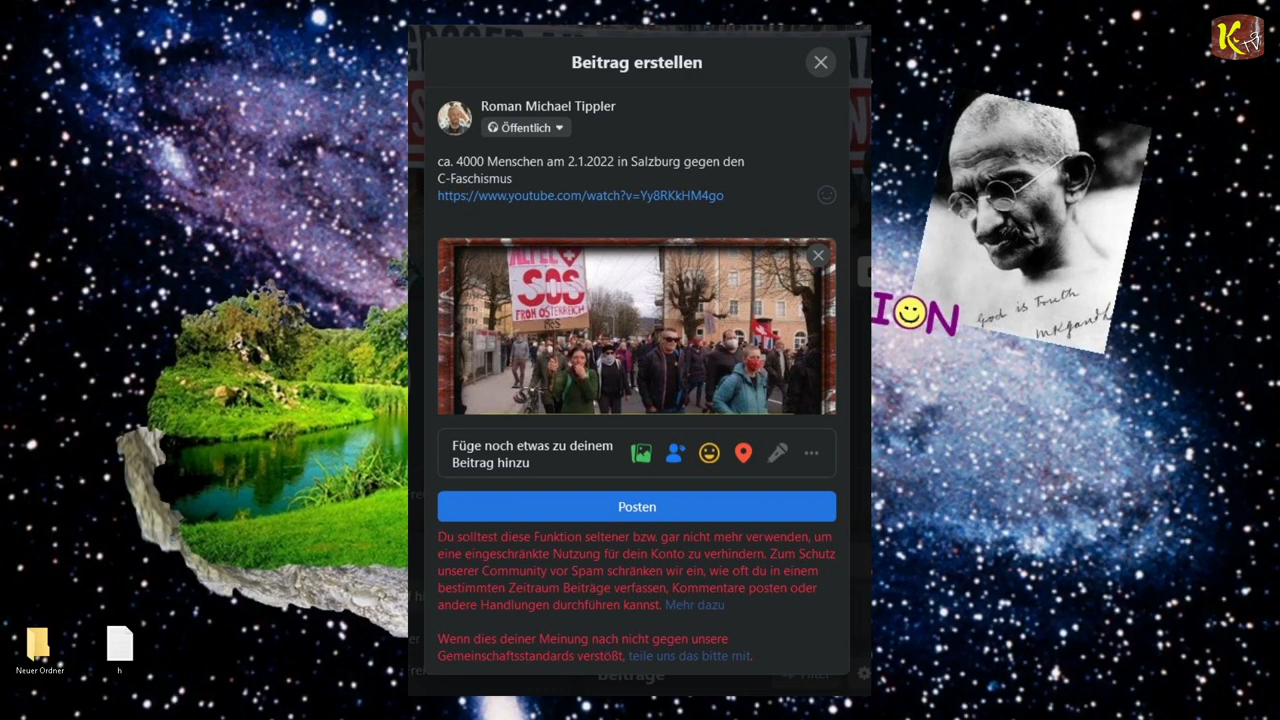 K
TV
Beitrag erstellen
Roman Michael Tippler
Öffentlich
ca. 4000 Menschen am 2.1.2022 in Salzburg gegen den
C-Faschismus
https://www.youtube.com/watch?v=Yy8RKkHM4go
SOS
FROM ÖSTERREICH
ION
God is Truth
MKGandhi
Füge noch etwas zu deinem
Beitrag hinzu
Posten
Du solltest diese Funktion seltener bzw. gar nicht mehr verwenden, um
eine eingeschränkte Nutzung für dein Konto zu verhindern. Zum Schutz
unserer Community vor Spam schränken wir ein, wie oft du in einem
bestimmten Zeitraum Beiträge verfassen, Kommentare posten oder
andere Handlungen durchführen kannst. Mehr dazu
Wenn dies deiner Meinung nach nicht gegen unsere
Gemeinschaftsstandards verstößt, teile uns das bitte mit.
Beiträge
Filter
Neuer Ordner
h